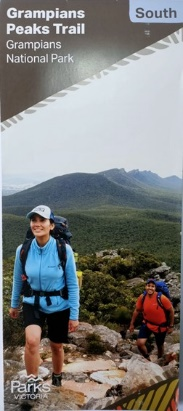 Grampians
Peaks Trail
Grampians
National Park
South
Parks
VICTORIA